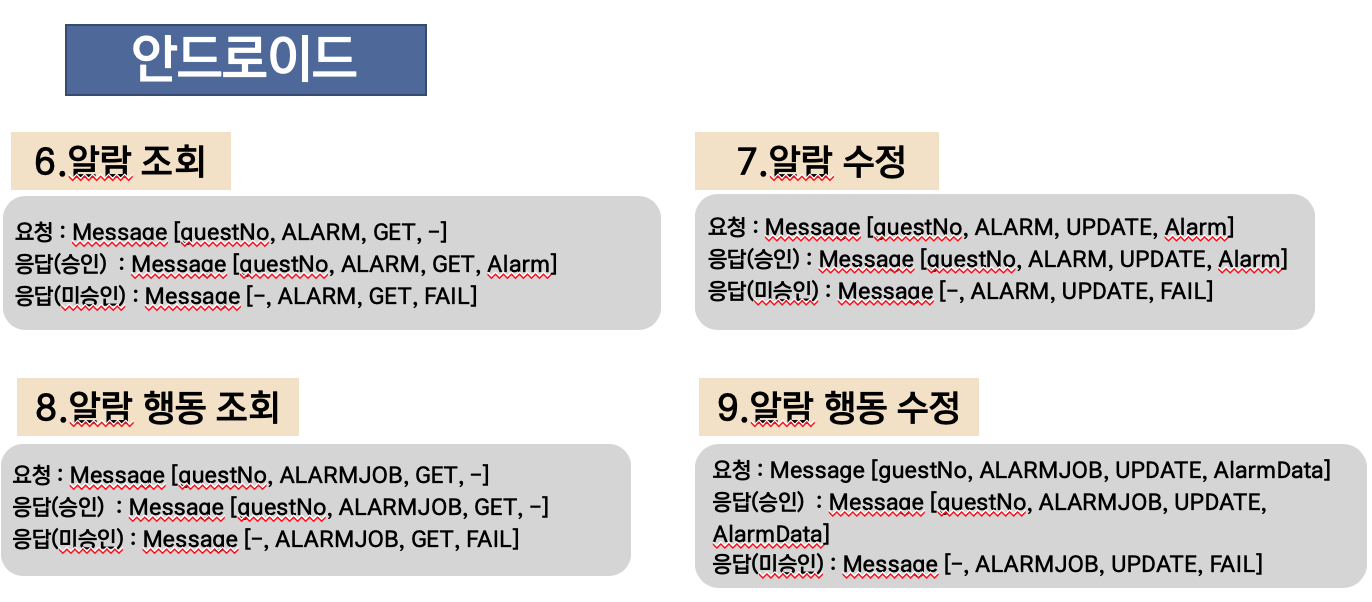 안드로이드
6.알람 조회
요청 : Message [guestNo, ALARM, GET, -]
응답(승인) : Message [guestNo, ALARM, GET, Alarm]
응답(미승인) : Message [-, ALARM, GET, FAIL]
7.알람 수정
요청 : Message [guestNo, ALARM, UPDATE, Alarm]
응답(승인) : Message [guestNo, ALARM, UPDATE, Alarm]
응답(미승인) : Message [-, ALARM, UPDATE, FAIL]
8.알람 행동 조회
요청 : Message [guestNo, ALARMJOB, GET, -]
응답(승인) : Message [guestNo, ALARMJOB, GET, -]
응답(미승인) : Message [-, ALARMJOB, GET, FAIL]
9.알람 행동 수정
요청 : Message [guestNo, ALARMJOB, UPDATE, AlarmData]
응답(승인) : Message [guestNo, ALARMJOB, UPDATE,
AlarmData]
응답(미승인) : Message [-, ALARMJOB, UPDATE, FAIL]